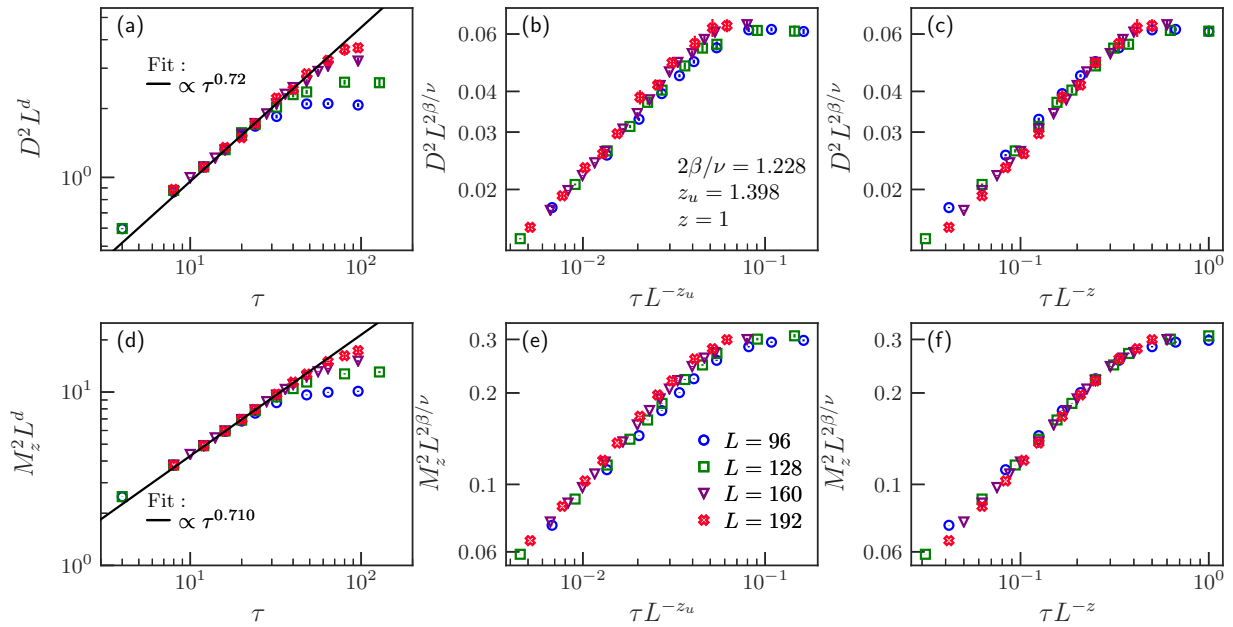 (a)
Fit :
∝ τ^0.72
D²L^d
10⁰
10¹
10²
τ
(b)
D²L^{2β/ν}
0.06
0.04
0.03
0.02
2β/ν = 1.228
z_u = 1.398
z = 1
10⁻²
10⁻¹
τL^{-z_u}
(c)
D²L^{2β/ν}
0.06
0.04
0.03
0.02
10⁻¹
10⁰
τL^{-z}
(d)
Fit :
∝ τ^0.710
M_z²L^d
10¹
10⁰
10¹
10²
τ
(e)
M_z²L^{2β/ν}
0.3
0.2
0.1
0.06
L = 96
L = 128
L = 160
L = 192
10⁻²
10⁻¹
τL^{-z_u}
(f)
M_z²L^{2β/ν}
0.3
0.2
0.1
0.06
10⁻¹
10⁰
τL^{-z}